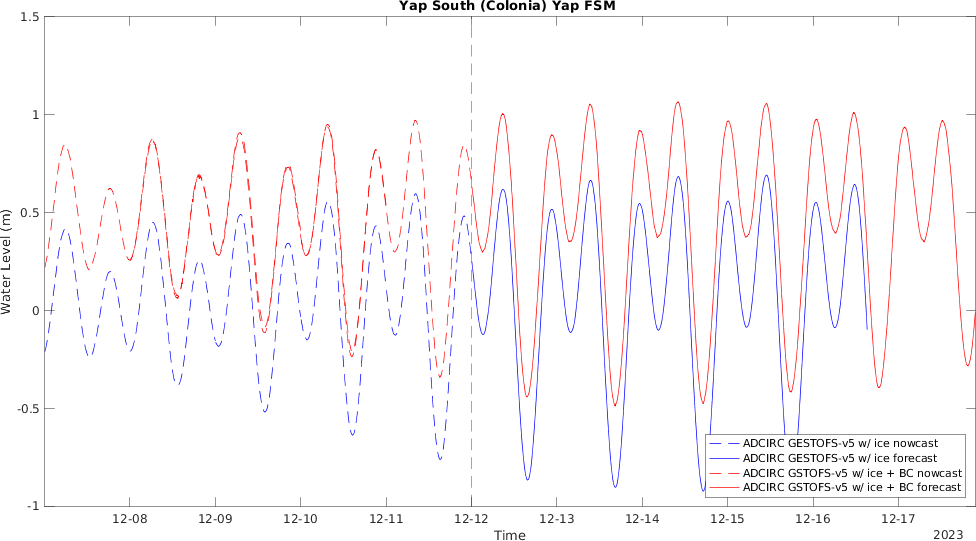 Yap South (Colonia) Yap FSM
1.5
1
0.5
0
-0.5
-1
Water Level (m)
ADCIRC GESTOFS-v5 w/ ice nowcast
ADCIRC GESTOFS-v5 w/ ice forecast
ADCIRC GSTOFS-v5 w/ ice + BC nowcast
ADCIRC GSTOFS-v5 w/ ice + BC forecast
12-08 12-09 12-10 12-11 12-12 12-13 12-14 12-15 12-16 12-17
Time
2023